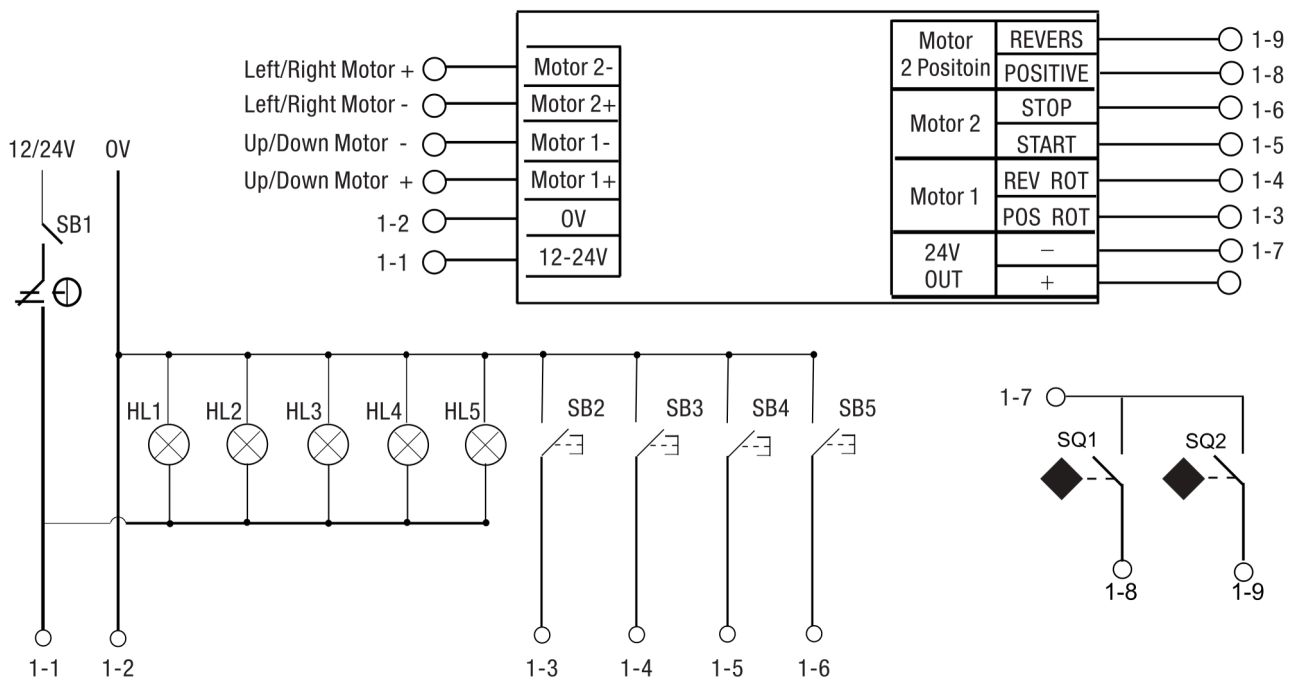 Motor
2 Positoin
REVERS
1-9
POSITIVE
1-8
Left/Right Motor +
Motor 2-
Left/Right Motor -
Motor 2+
Motor 2
STOP
1-6
START
1-5
Up/Down Motor -
Motor 1-
Up/Down Motor +
Motor 1+
Motor 1
REV ROT
1-4
POS ROT
1-3
1-2
0V
1-1
12-24V
24V
OUT
−
1-7
+
12/24V
0V
SB1
HL1
HL2
HL3
HL4
HL5
SB2
SB3
SB4
SB5
1-7
SQ1
SQ2
1-8
1-9
1-1
1-2
1-3
1-4
1-5
1-6